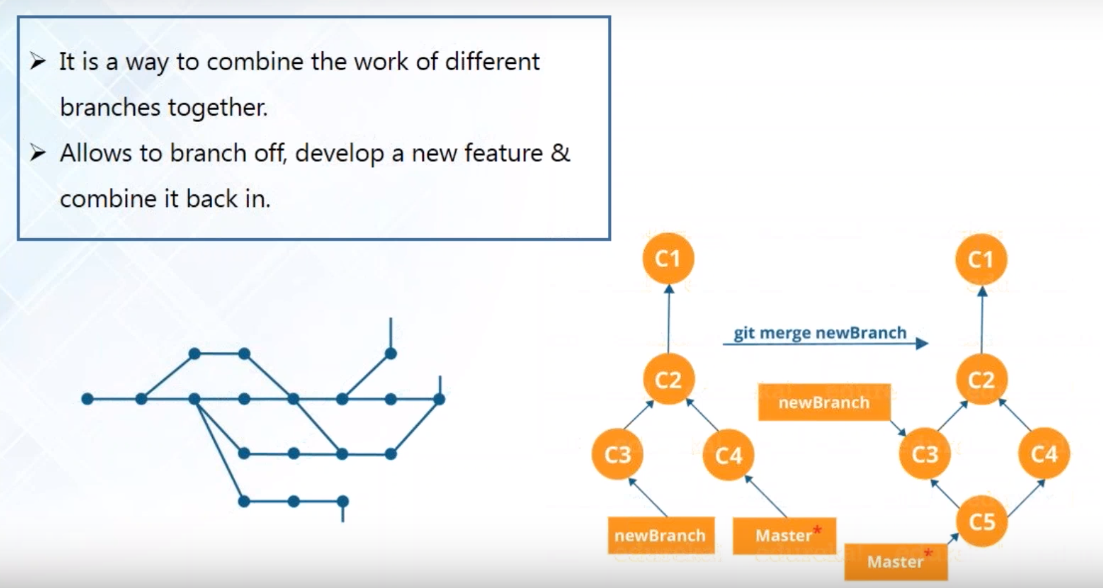 ➢ It is a way to combine the work of different
branches together.
➢ Allows to branch off, develop a new feature &
combine it back in.
C1
C1
git merge newBranch
C2
C2
newBranch
C3
C4
C3
C4
C5
newBranch
Master*
Master*